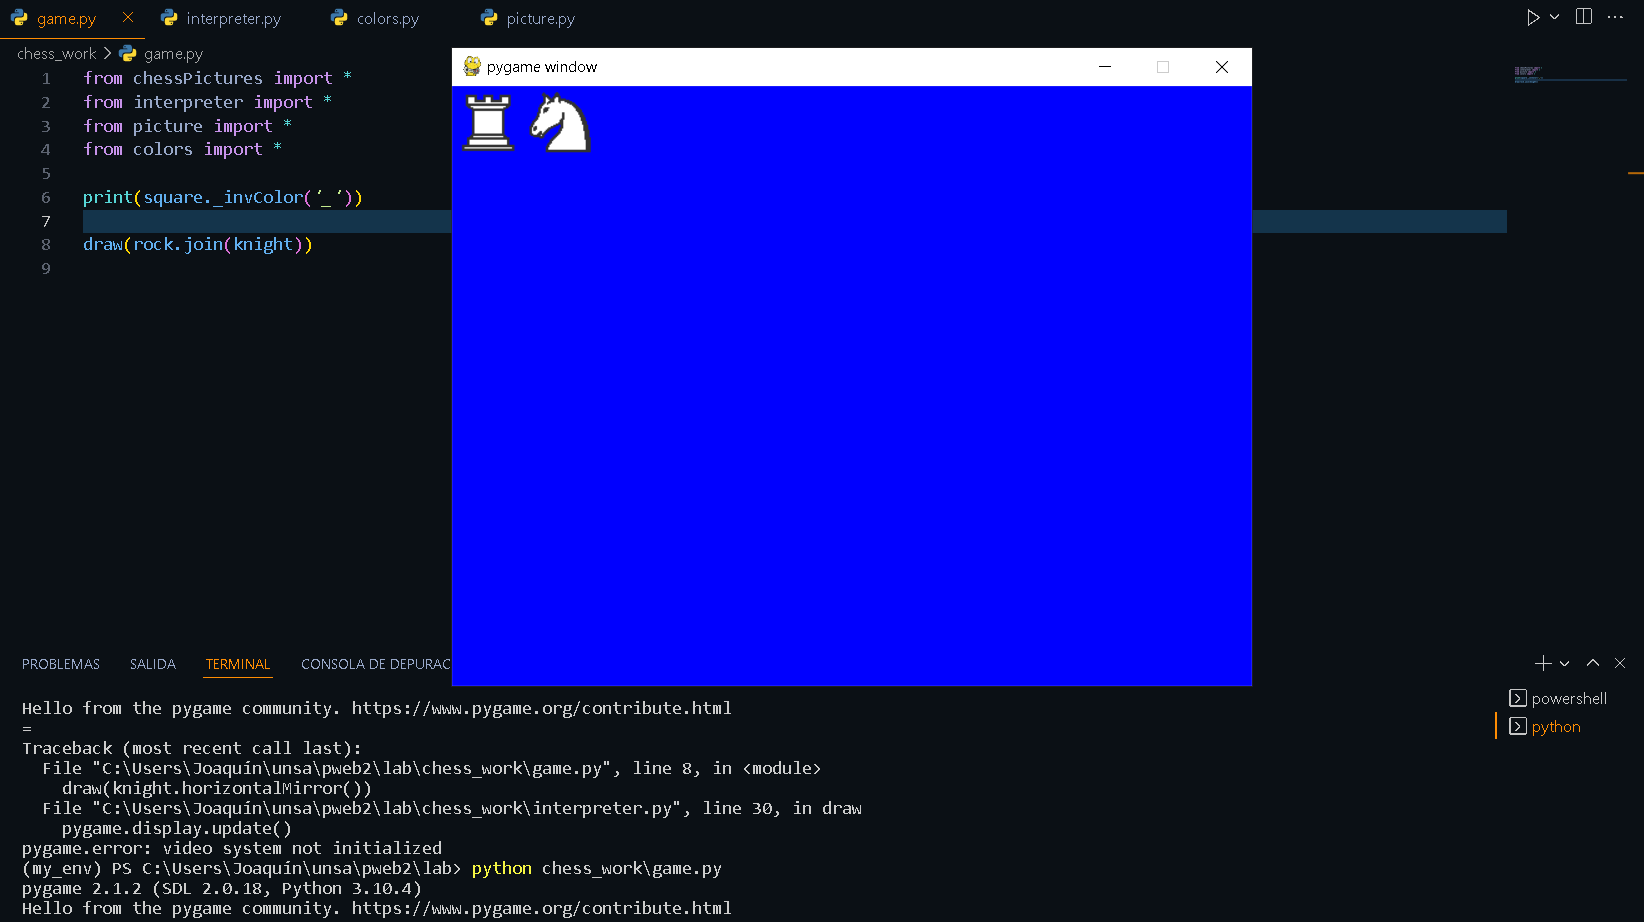 game.py
interpreter.py
colors.py
picture.py
chess_work > game.py
pygame window
1 from chessPictures import *
2 from interpreter import *
3 from picture import *
4 from colors import *
5
6 print(square._invColor('_'))
7
8 draw(rock.join(knight))
9
PROBLEMAS SALIDA TERMINAL CONSOLA DE DEPURAC
powershell
python
Hello from the pygame community. https://www.pygame.org/contribute.html
=
Traceback (most recent call last):
File "C:\Users\Joaquín\unsa\pweb2\lab\chess_work\game.py", line 8, in <module>
draw(knight.horizontalMirror())
File "C:\Users\Joaquín\unsa\pweb2\lab\chess_work\interpreter.py", line 30, in draw
pygame.display.update()
pygame.error: video system not initialized
(my_env) PS C:\Users\Joaquín\unsa\pweb2\lab> python chess_work\game.py
pygame 2.1.2 (SDL 2.0.18, Python 3.10.4)
Hello from the pygame community. https://www.pygame.org/contribute.html